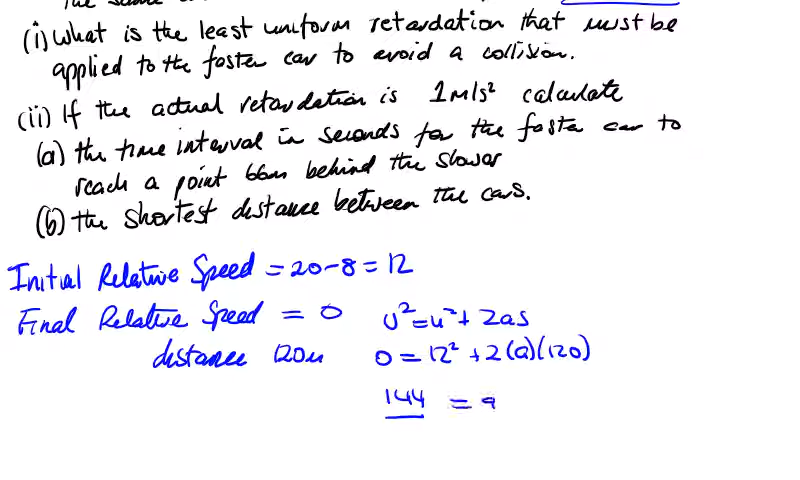 (i) What is the least uniform retardation that must be
applied to the faster car to avoid a collision.
(ii) If the actual retardation is 1m/s² calculate
(a) the time interval in seconds for the faster car to
reach a point 66m behind the slower
(b) the shortest distance between the cars.
Initial Relative Speed = 20-8 = 12
Final Relative Speed = 0 v² = u² + 2as
distance 120m 0 = 12² + 2(a)(120)
144 = a